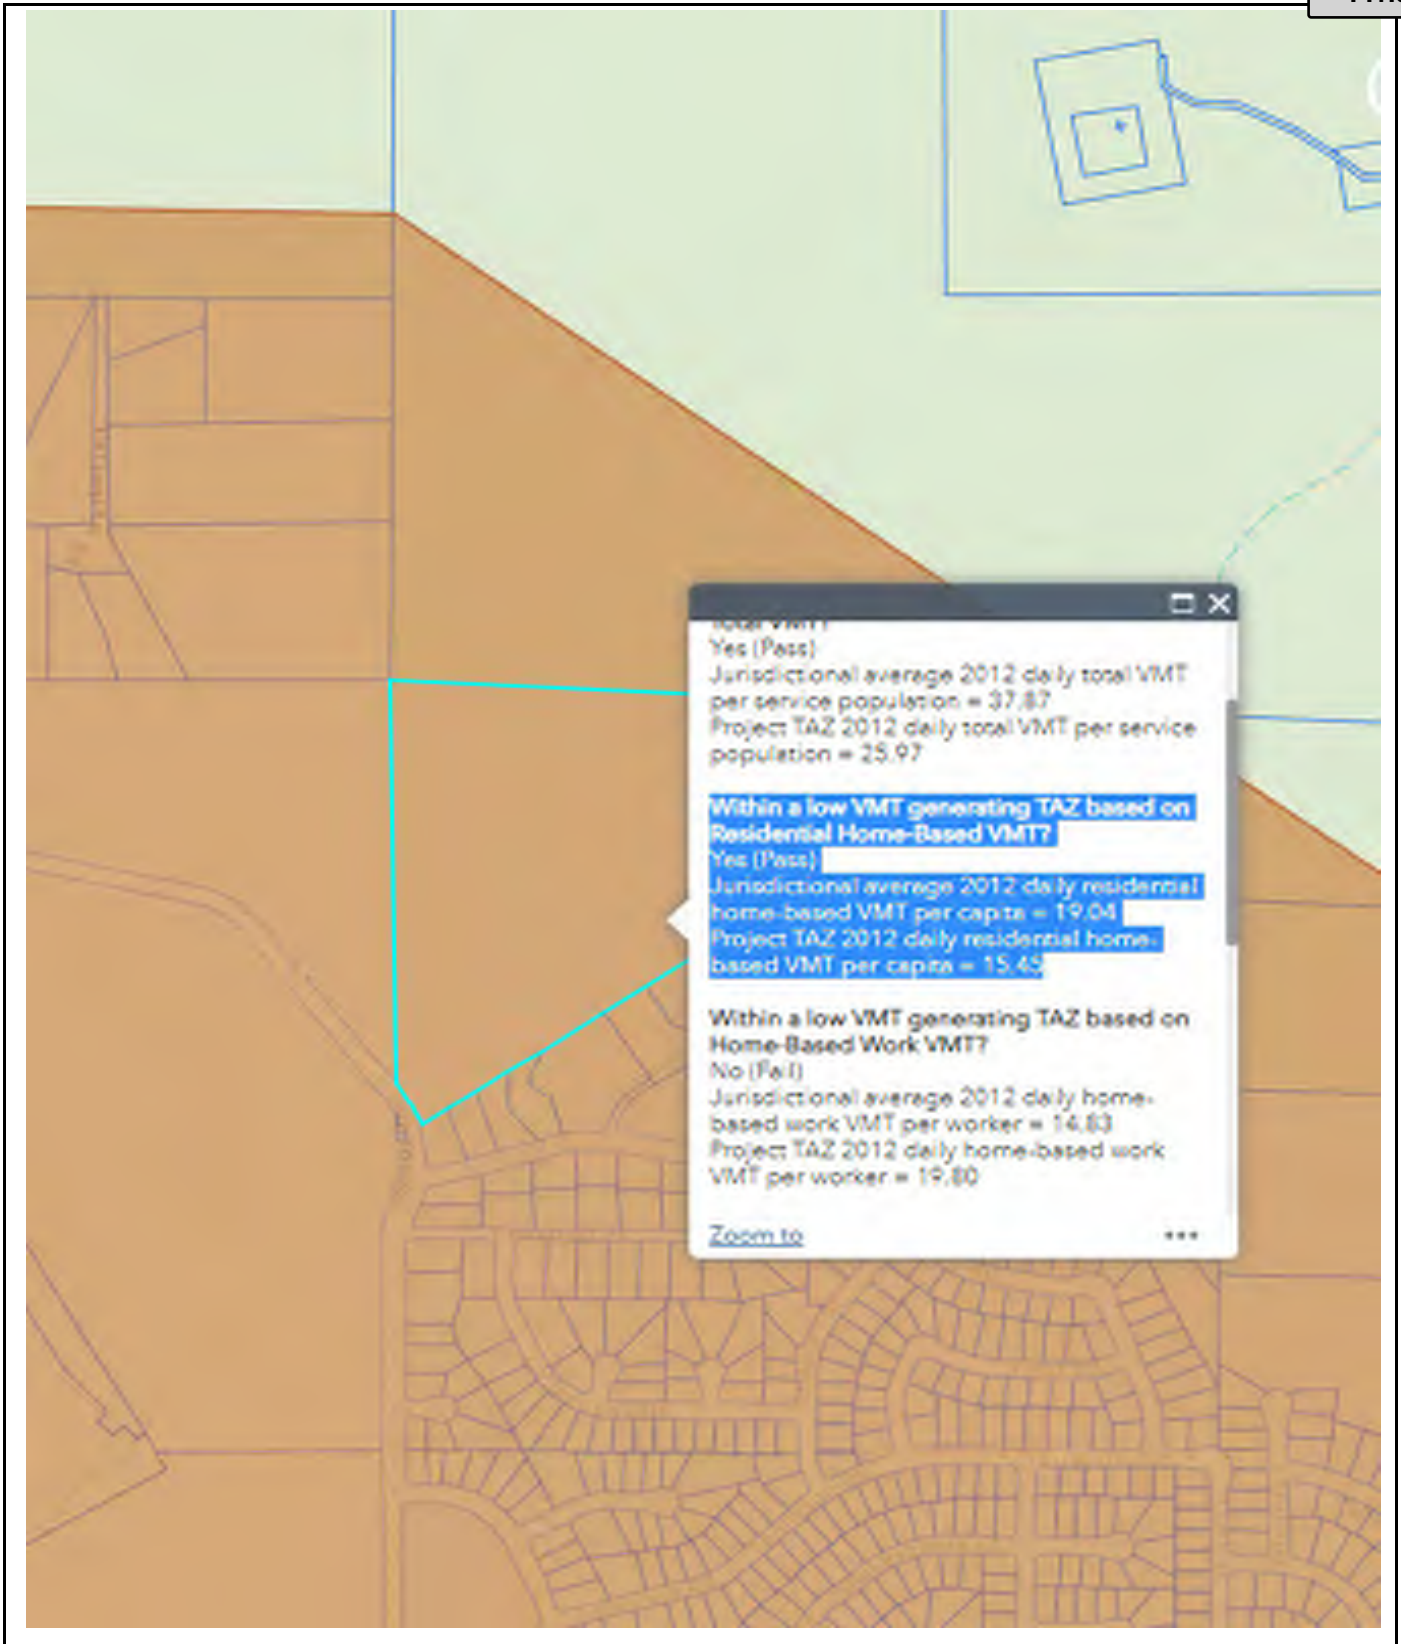 Total VMT?
Yes (Pass)
Jurisdictional average 2012 daily total VMT
per service population = 37.87
Project TAZ 2012 daily total VMT per service
population = 25.97
Within a low VMT generating TAZ based on
Residential Home-Based VMT?
Yes (Pass)
Jurisdictional average 2012 daily residential
home-based VMT per capita = 19.04
Project TAZ 2012 daily residential home-
based VMT per capita = 15.45
Within a low VMT generating TAZ based on
Home-Based Work VMT?
No (Fail)
Jurisdictional average 2012 daily home-
based work VMT per worker = 14.83
Project TAZ 2012 daily home-based work
VMT per worker = 19.80
Zoom to